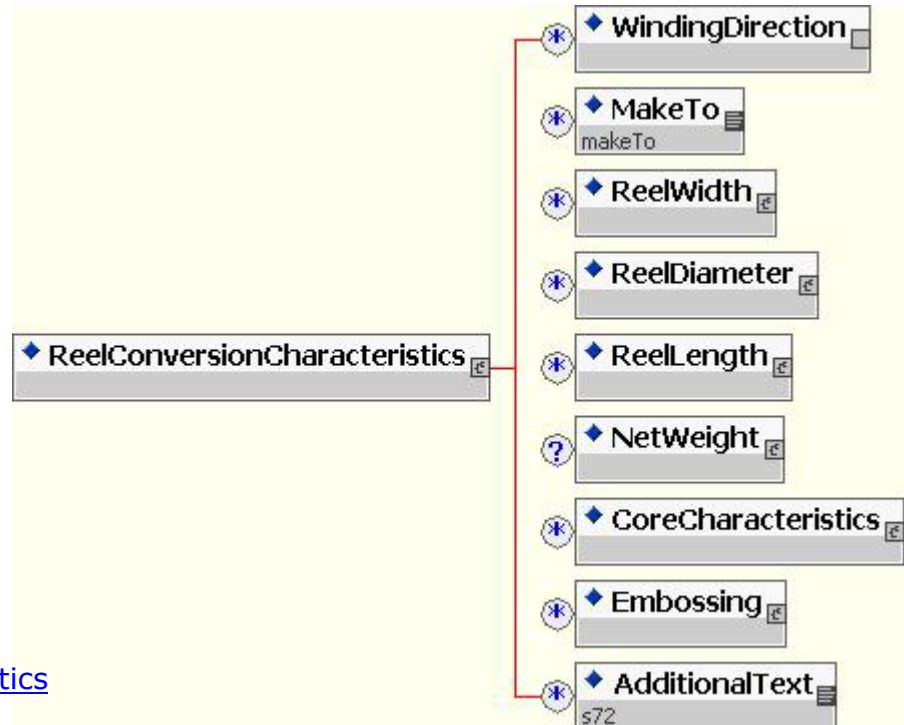 WindingDirection
MakeTo
makeTo
ReelWidth
ReelDiameter
ReelConversionCharacteristics
ReelLength
?
NetWeight
CoreCharacteristics
Embossing
tics
AdditionalText
s72